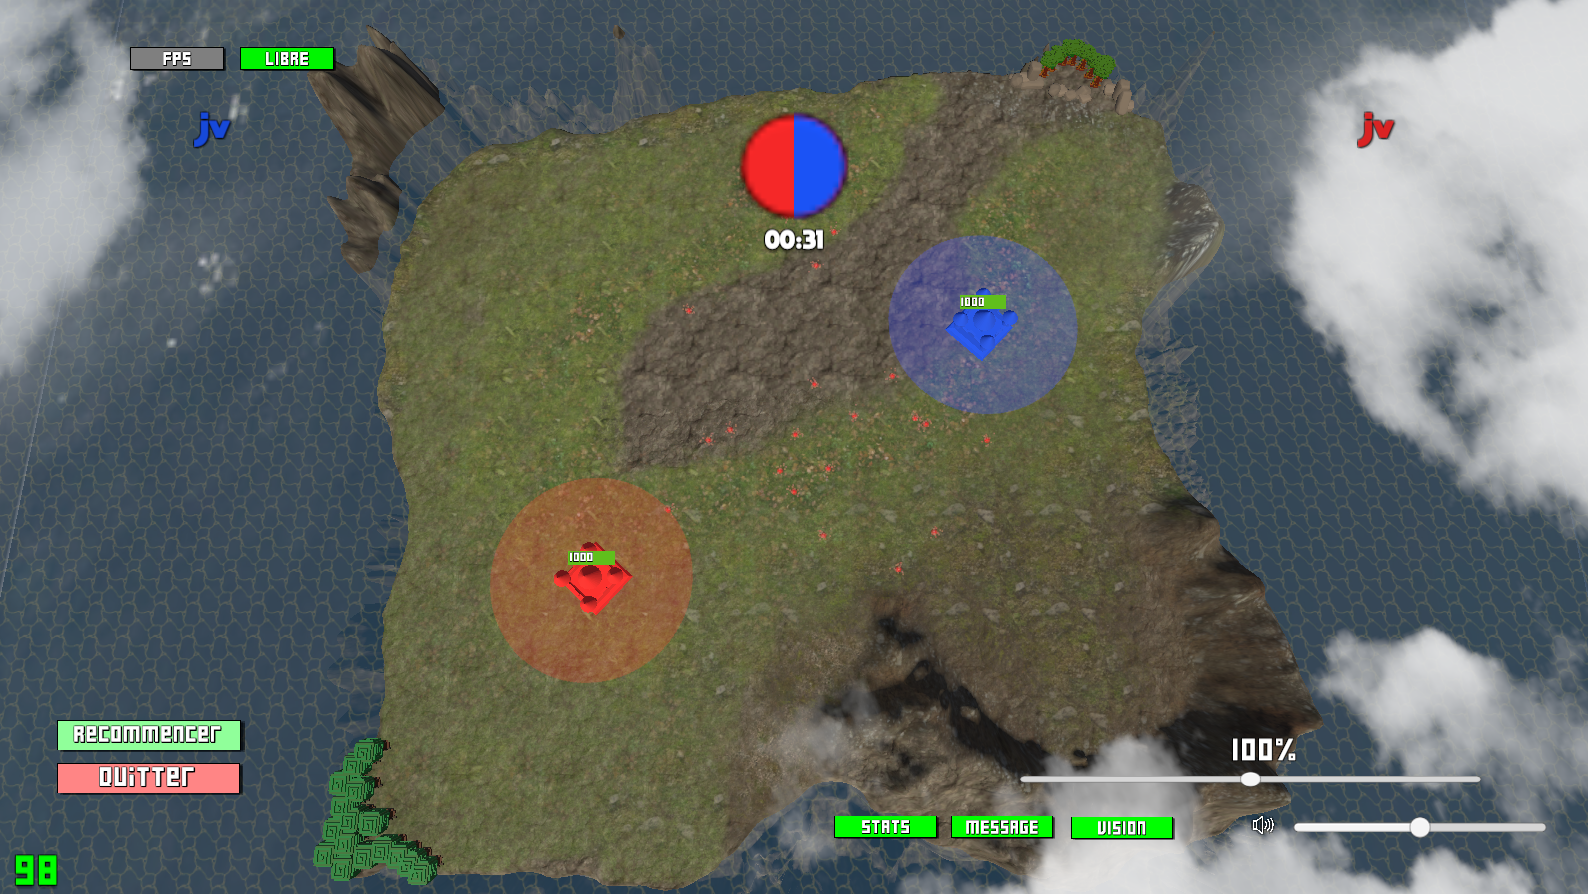 FPS
LIBRE
jv
jv
00:31
1000
1000
RECOMMENCER
QUITTER
100%
STATS
MESSAGE
VISION
98